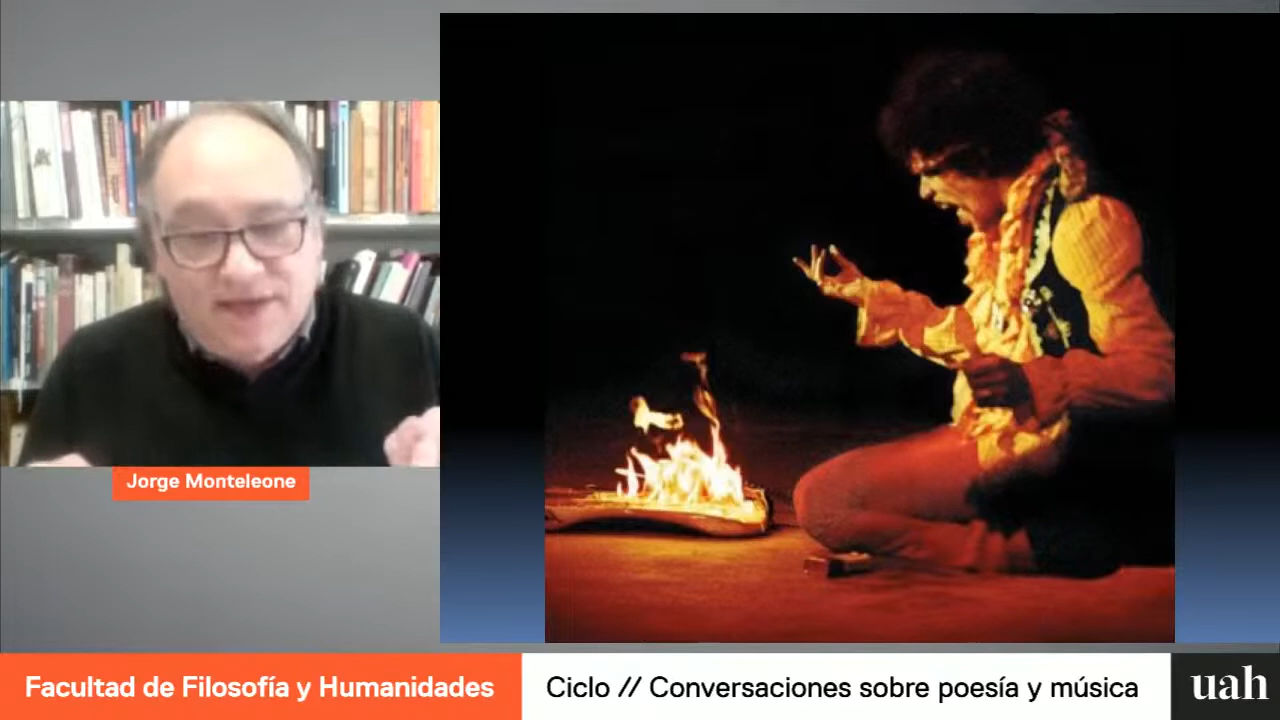 Jorge Monteleone
Facultad de Filosofía y Humanidades
Ciclo // Conversaciones sobre poesía y música
uah